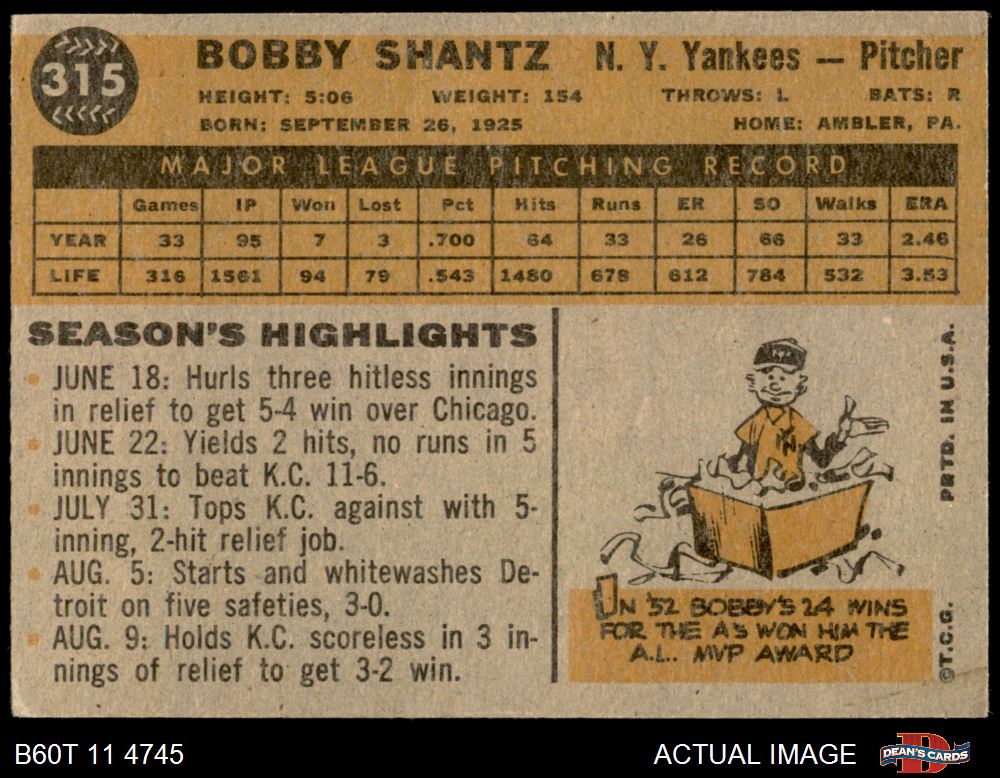 315
BOBBY SHANTZ N. Y. Yankees — Pitcher
HEIGHT: 5:06 WEIGHT: 154 THROWS: L BATS: R
BORN: SEPTEMBER 26, 1925 HOME: AMBLER, PA.
MAJOR LEAGUE PITCHING RECORD
Games IP Won Lost Pct Hits Runs ER SO Walks ERA
YEAR 33 95 7 3 .700 64 33 26 66 33 2.46
LIFE 316 1561 94 79 .543 1480 678 612 784 532 3.53
SEASON'S HIGHLIGHTS
• JUNE 18: Hurls three hitless innings
in relief to get 5-4 win over Chicago.
• JUNE 22: Yields 2 hits, no runs in 5
innings to beat K.C. 11-6.
• JULY 31: Tops K.C. against with 5-
inning, 2-hit relief job.
• AUG. 5: Starts and whitewashes De-
troit on five safeties, 3-0.
• AUG. 9: Holds K.C. scoreless in 3 in-
nings of relief to get 3-2 win.
NY
IN '52 BOBBY'S 24 WINS
FOR THE A'S WON HIM THE
A.L. MVP AWARD
PRTD. IN U.S.A.
©T.C.G.
B60T 11 4745
ACTUAL IMAGE
DEAN'S CARDS